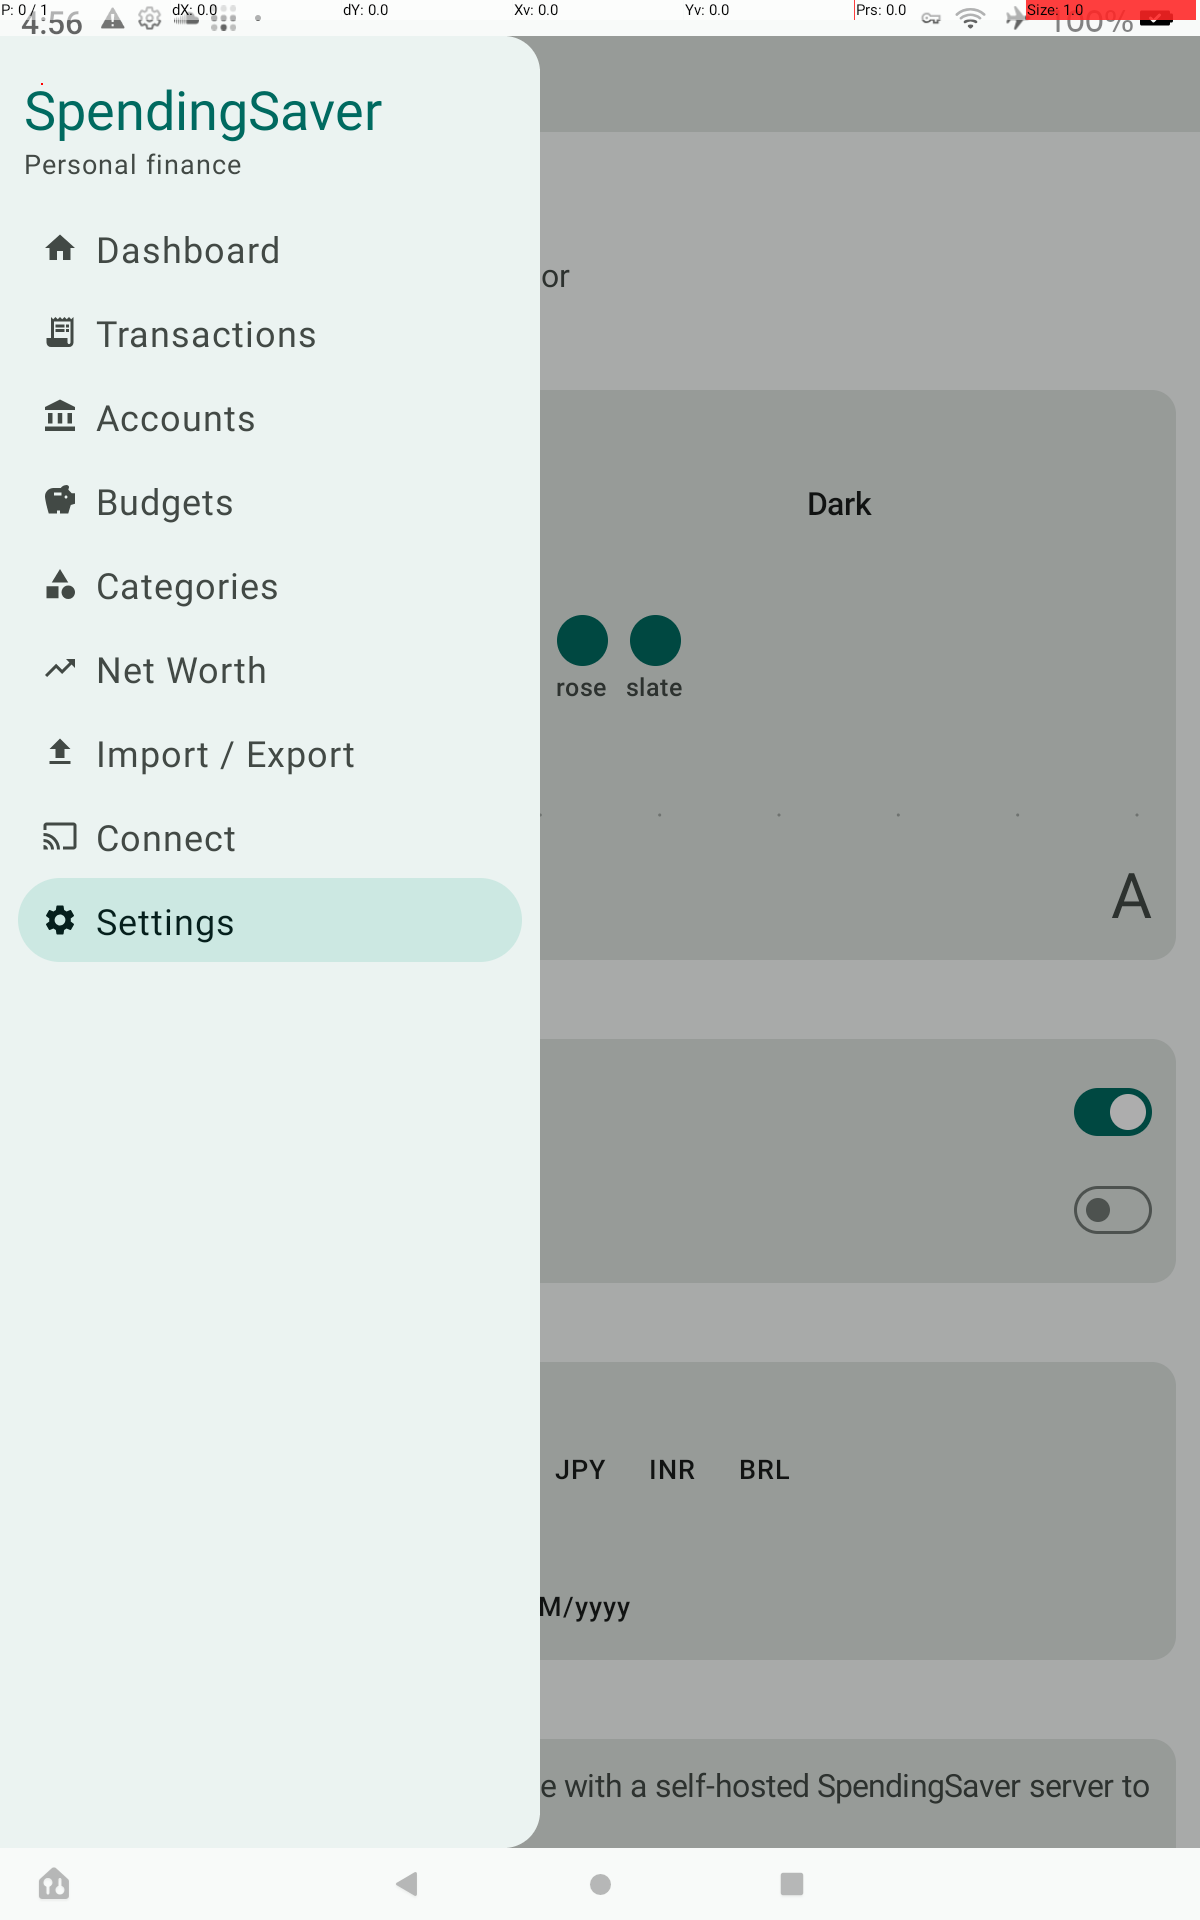 P: 0 / 1 dX: 0.0 dY: 0.0 Xv: 0.0 Yv: 0.0 Prs: 0.0 Size: 1.0
4:56 100%
SpendingSaver
Personal finance
Dashboard
or
Transactions
Accounts
Budgets
Dark
Categories
Net Worth
rose slate
Import / Export
Connect
A
Settings
JPY INR BRL
M/yyyy
e with a self-hosted SpendingSaver server to